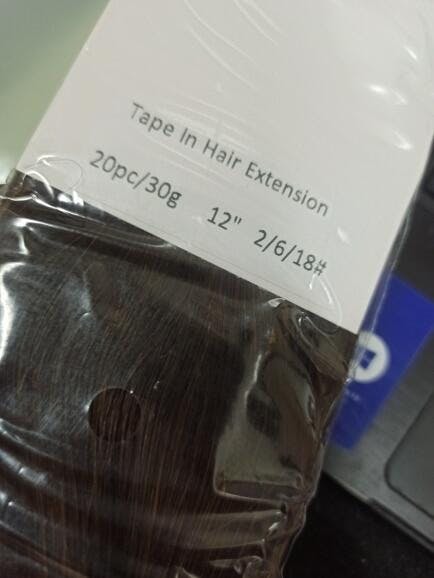 Tape In Hair Extension
20pc/30g 12" 2/6/18#